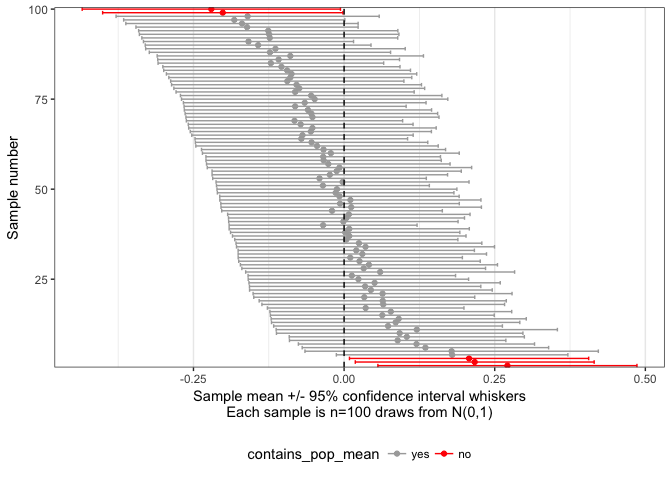 100
75
50
25
Sample number
-0.25 0.00 0.25 0.50
Sample mean +/- 95% confidence interval whiskers
Each sample is n=100 draws from N(0,1)
contains_pop_mean yes no